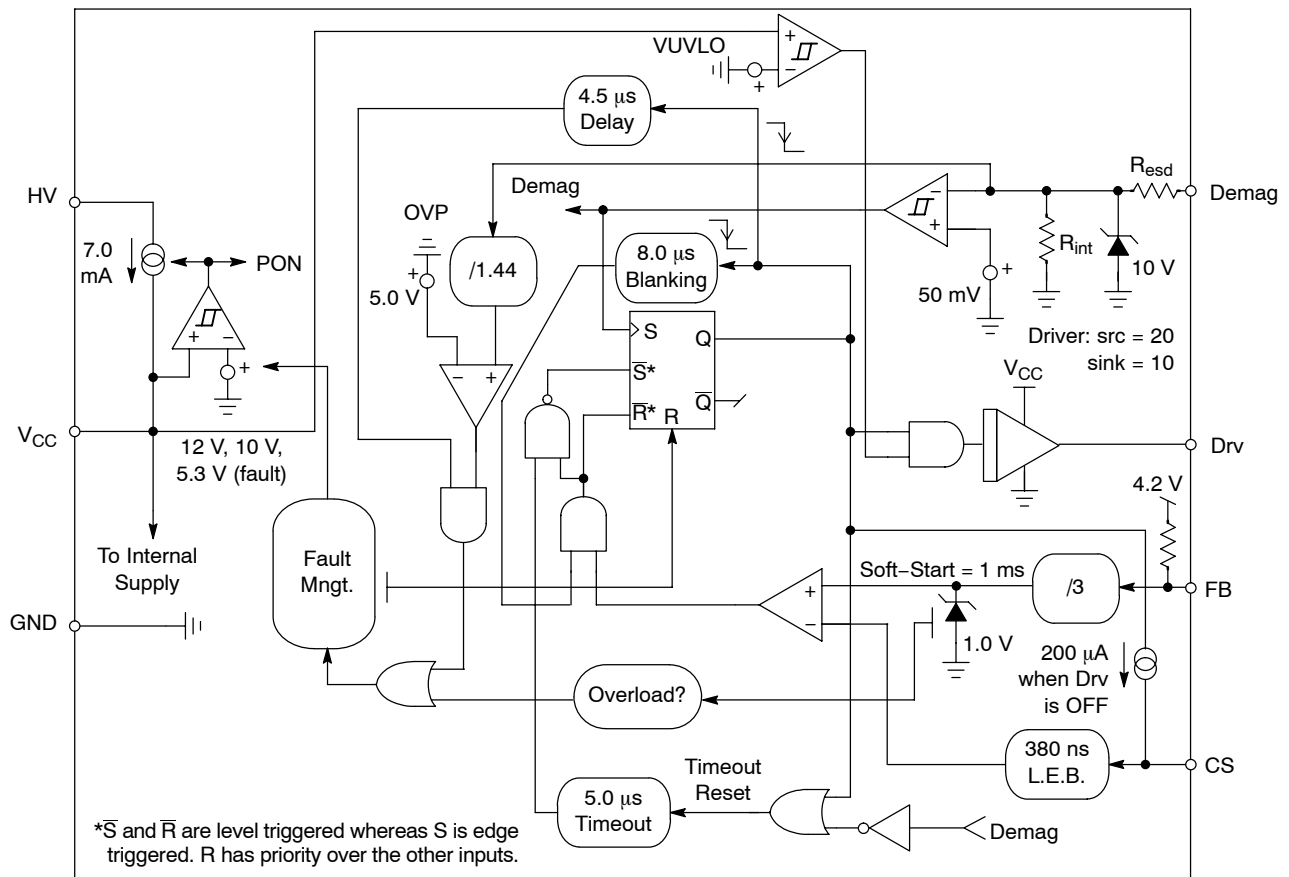 VUVLO
+
−
+
4.5 μs
Delay
HV
7.0
mA
PON
+
−
+
VCC
12 V, 10 V,
5.3 V (fault)
To Internal
Supply
GND
Demag
OVP
+
5.0 V
/1.44
−
+
8.0 μs
Blanking
S
Q
S̅*
Q̅
R̅*
R
−
+
+
50 mV
Rint
10 V
Resd
Demag
Driver: src = 20
sink = 10
VCC
Drv
4.2 V
Fault
Mngt.
Soft−Start = 1 ms
+
−
1.0 V
/3
FB
200 μA
when Drv
is OFF
Overload?
380 ns
L.E.B.
CS
Timeout
Reset
5.0 μs
Timeout
Demag
*S̅ and R̅ are level triggered whereas S is edge
triggered. R has priority over the other inputs.